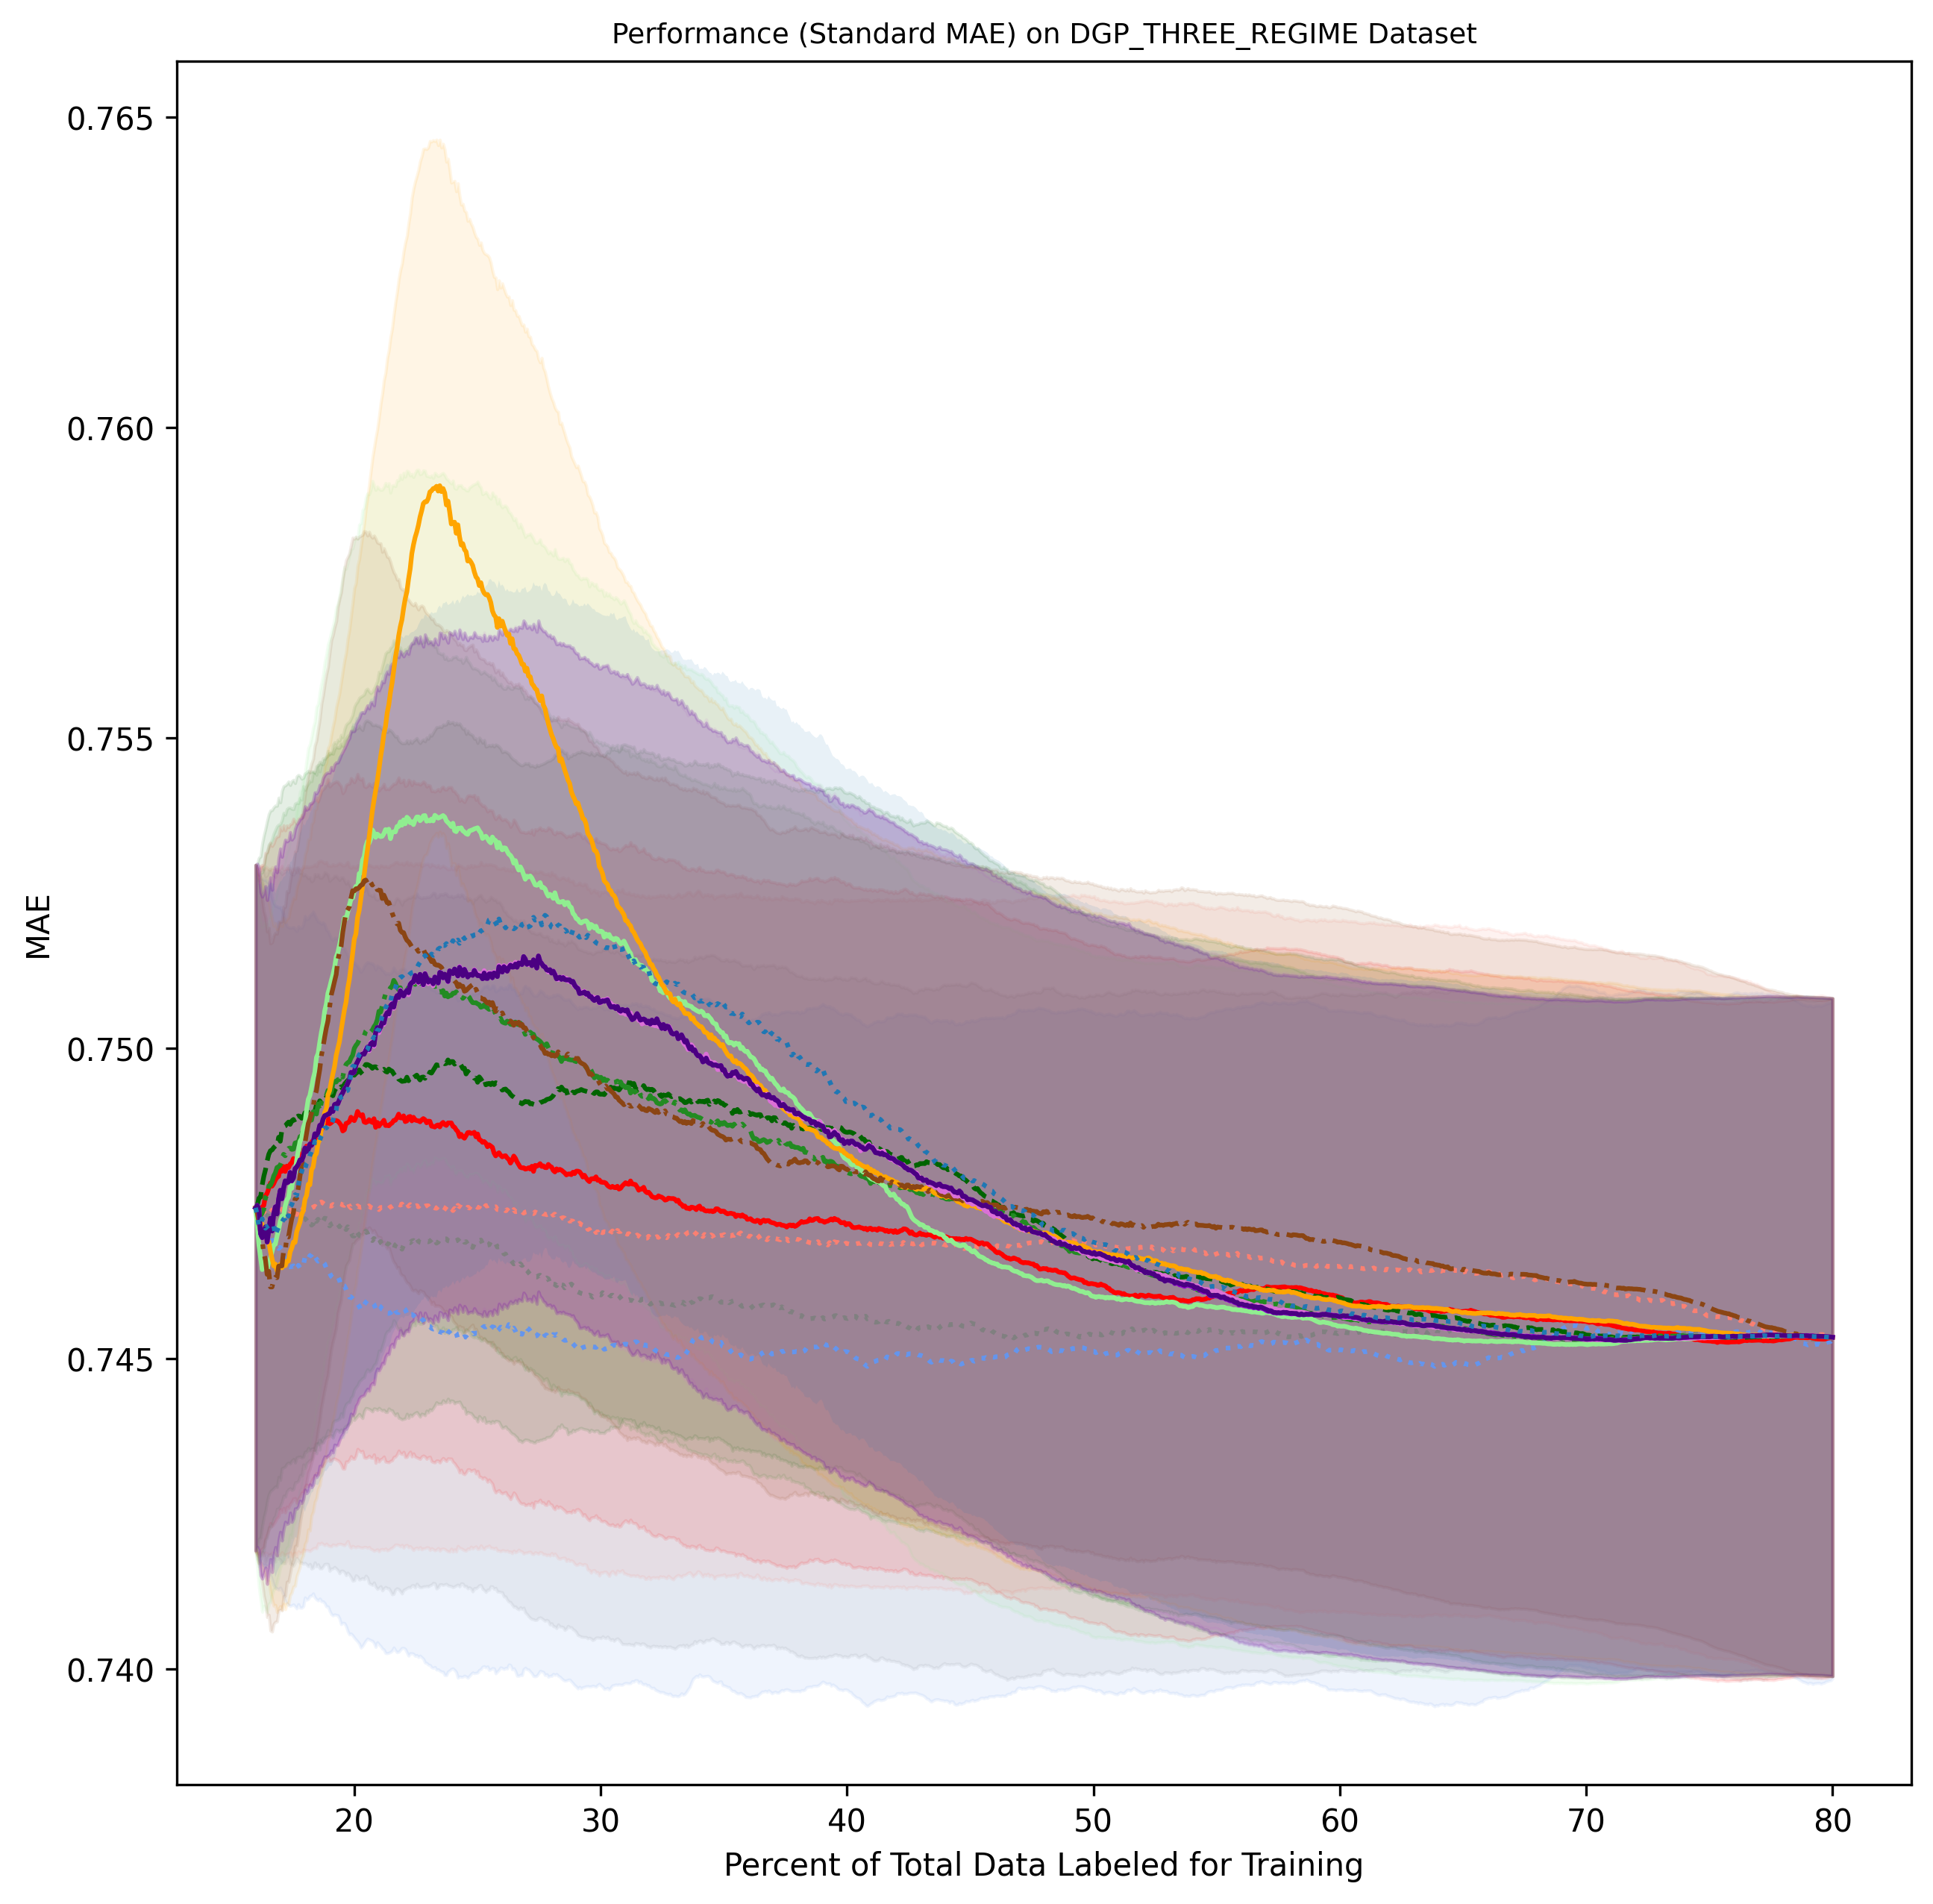 Performance (Standard MAE) on DGP_THREE_REGIME Dataset
0.765
0.760
0.755
0.750
0.745
0.740
MAE
20 30 40 50 60 70 80
Percent of Total Data Labeled for Training